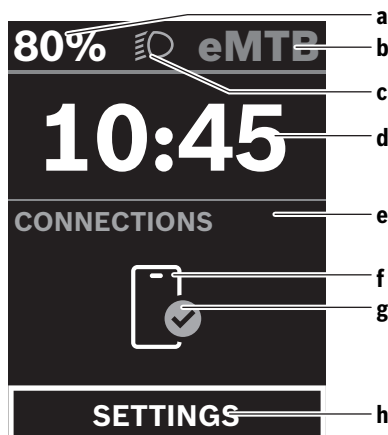 80% eMTB a
b
c
10:45 d
CONNECTIONS e
f
g
SETTINGS h